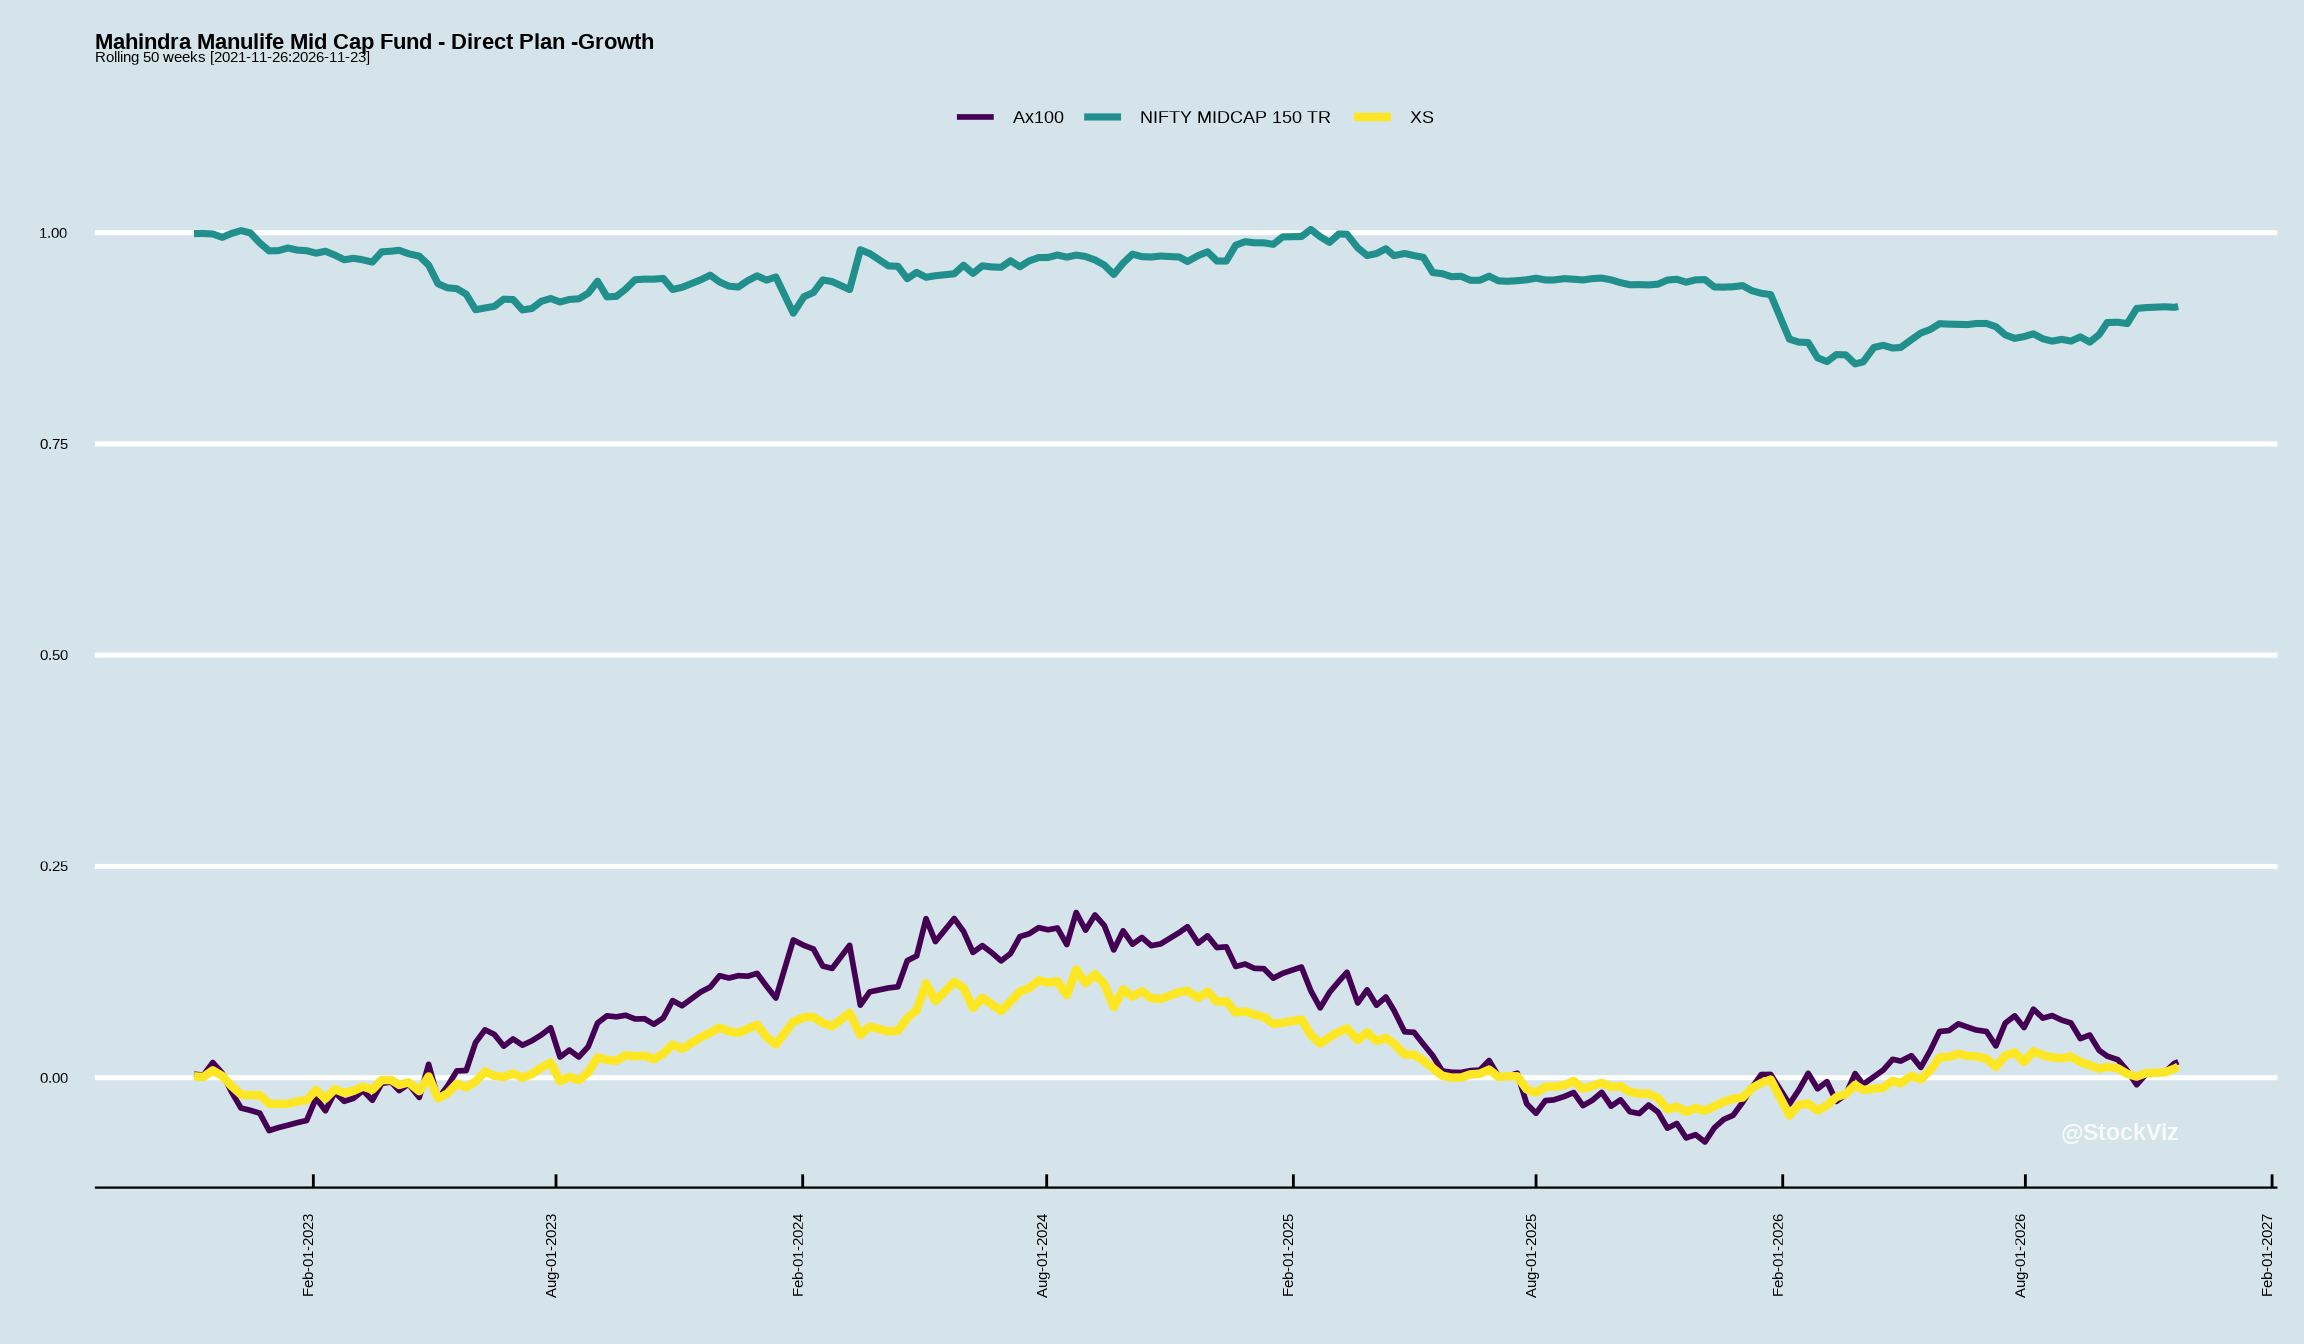 Mahindra Manulife Mid Cap Fund - Direct Plan -Growth
Rolling 50 weeks [2021-11-26:2026-11-23]
Ax100 NIFTY MIDCAP 150 TR XS
1.00
0.75
0.50
0.25
0.00
@StockViz
Feb-01-2023
Aug-01-2023
Feb-01-2024
Aug-01-2024
Feb-01-2025
Aug-01-2025
Feb-01-2026
Aug-01-2026
Feb-01-2027